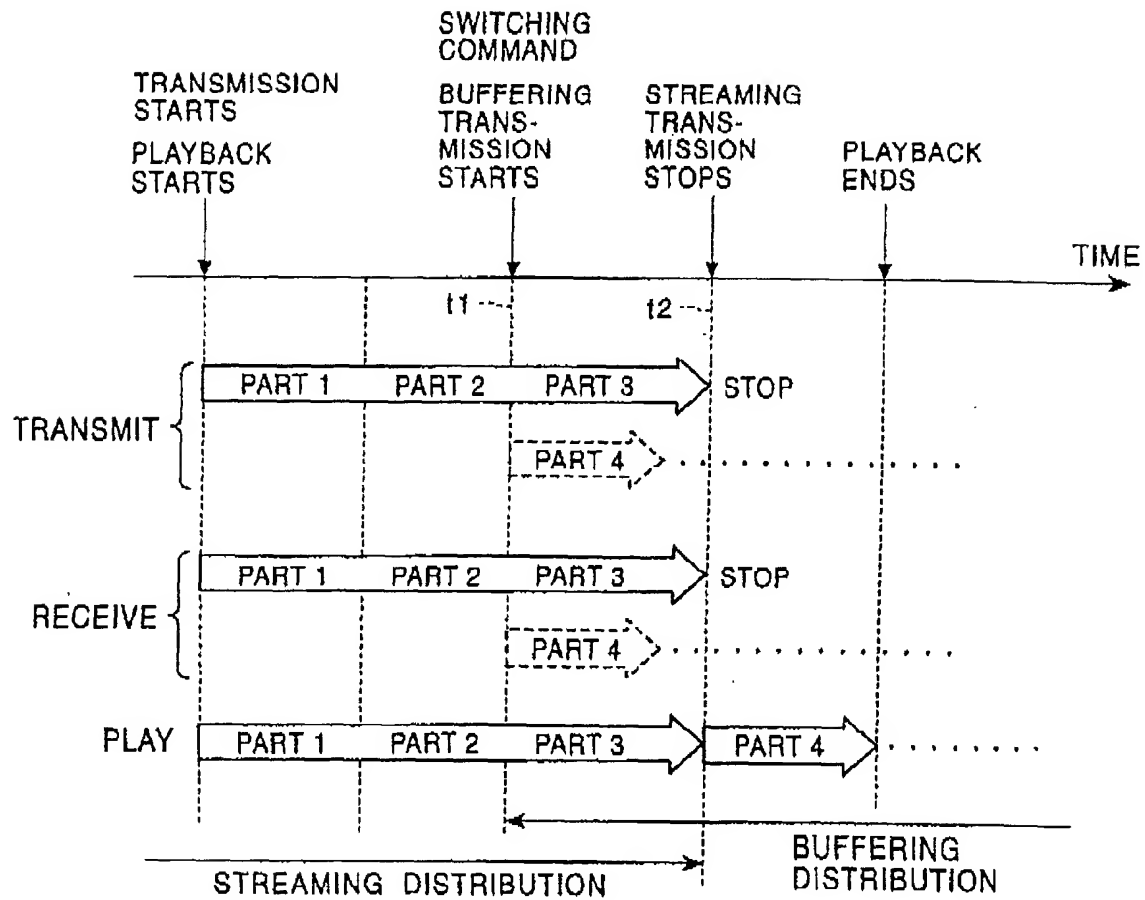 SWITCHING
COMMAND
TRANSMISSION
STARTS
PLAYBACK
STARTS
BUFFERING
TRANS-
MISSION
STARTS
STREAMING
TRANS-
MISSION
STOPS
PLAYBACK
ENDS
TIME
t1
t2
TRANSMIT
PART 1 PART 2 PART 3 STOP
PART 4
RECEIVE
PART 1 PART 2 PART 3 STOP
PART 4
PLAY PART 1 PART 2 PART 3 PART 4
STREAMING DISTRIBUTION
BUFFERING
DISTRIBUTION